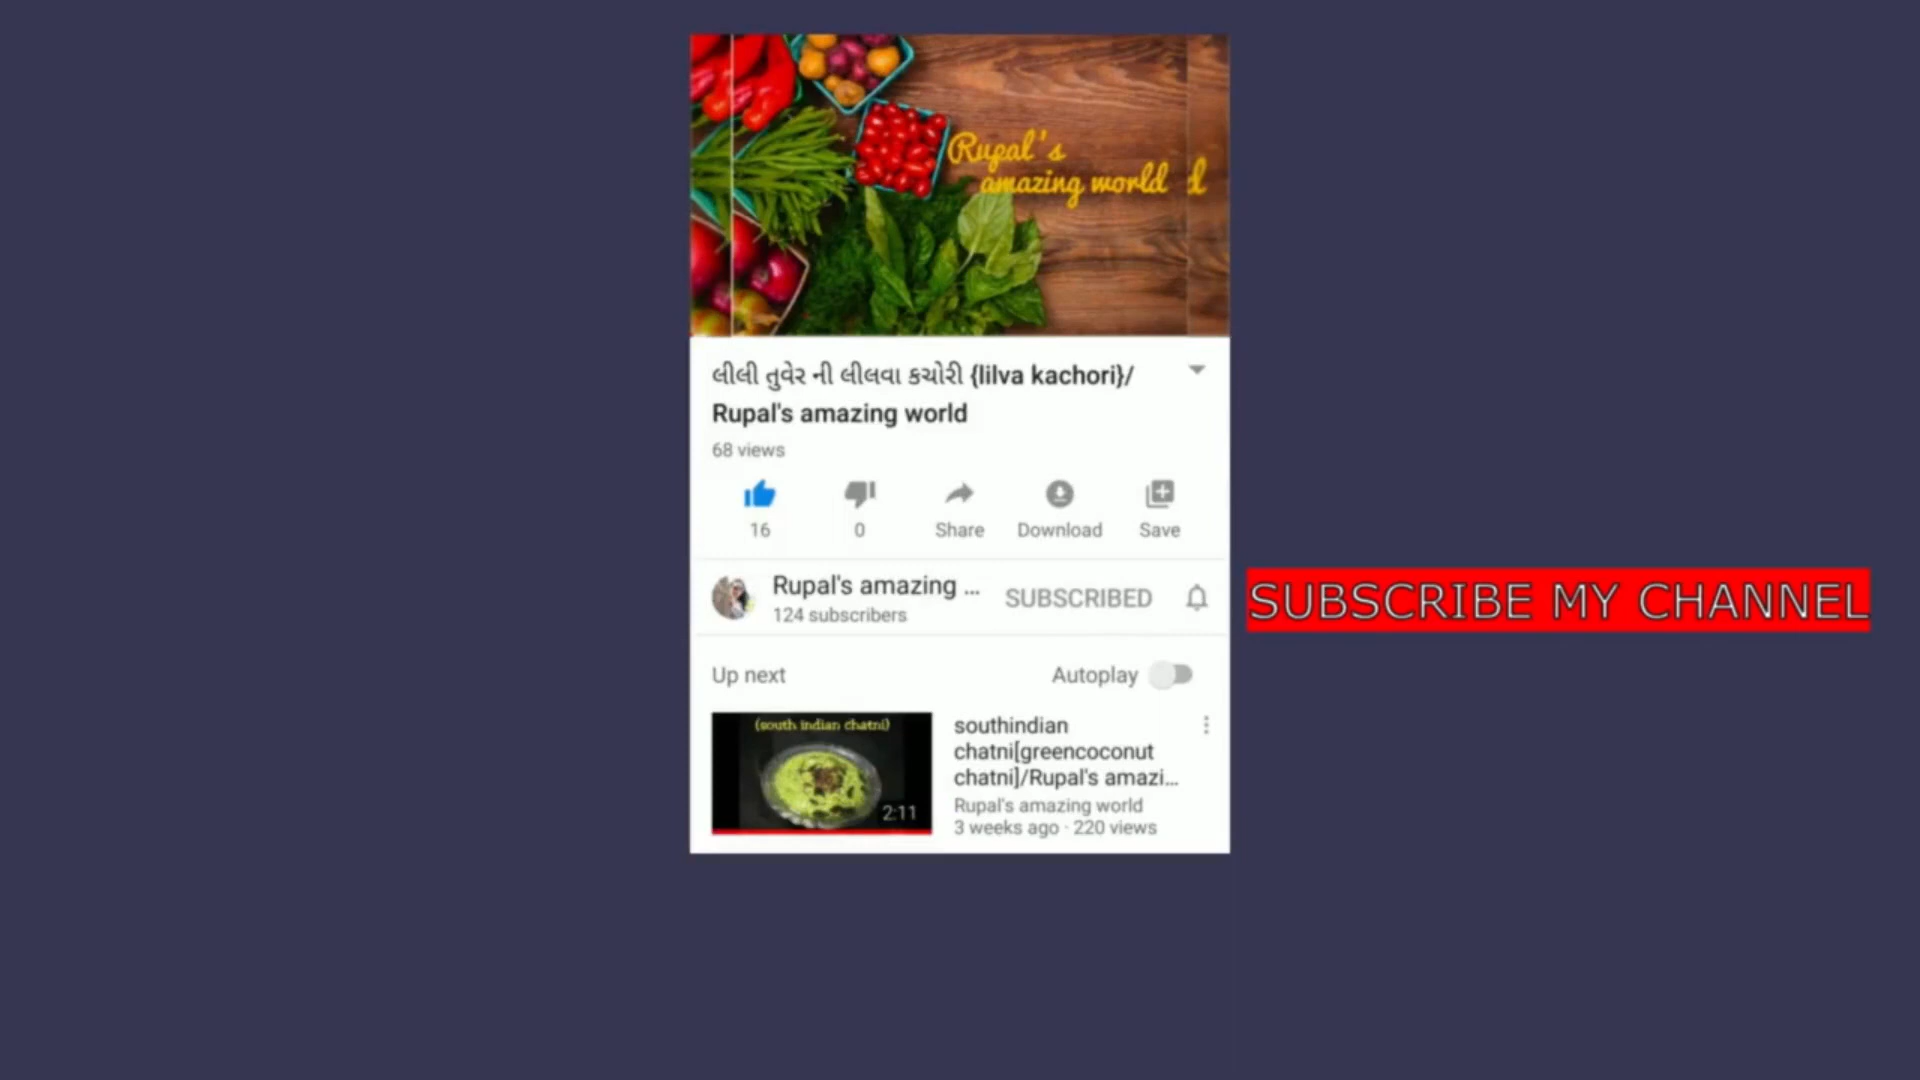 Rupal's
amazing world d
લીલી તુવેર ની લીલવા કચોરી {lilva kachori}/
Rupal's amazing world
68 views
16
0
Share
Download
Save
Rupal's amazing ...
124 subscribers
SUBSCRIBED
SUBSCRIBE MY CHANNEL
Up next
Autoplay
(south indian chatni)
2:11
southindian
chatni[greencoconut
chatni]/Rupal's amazi...
Rupal's amazing world
3 weeks ago · 220 views